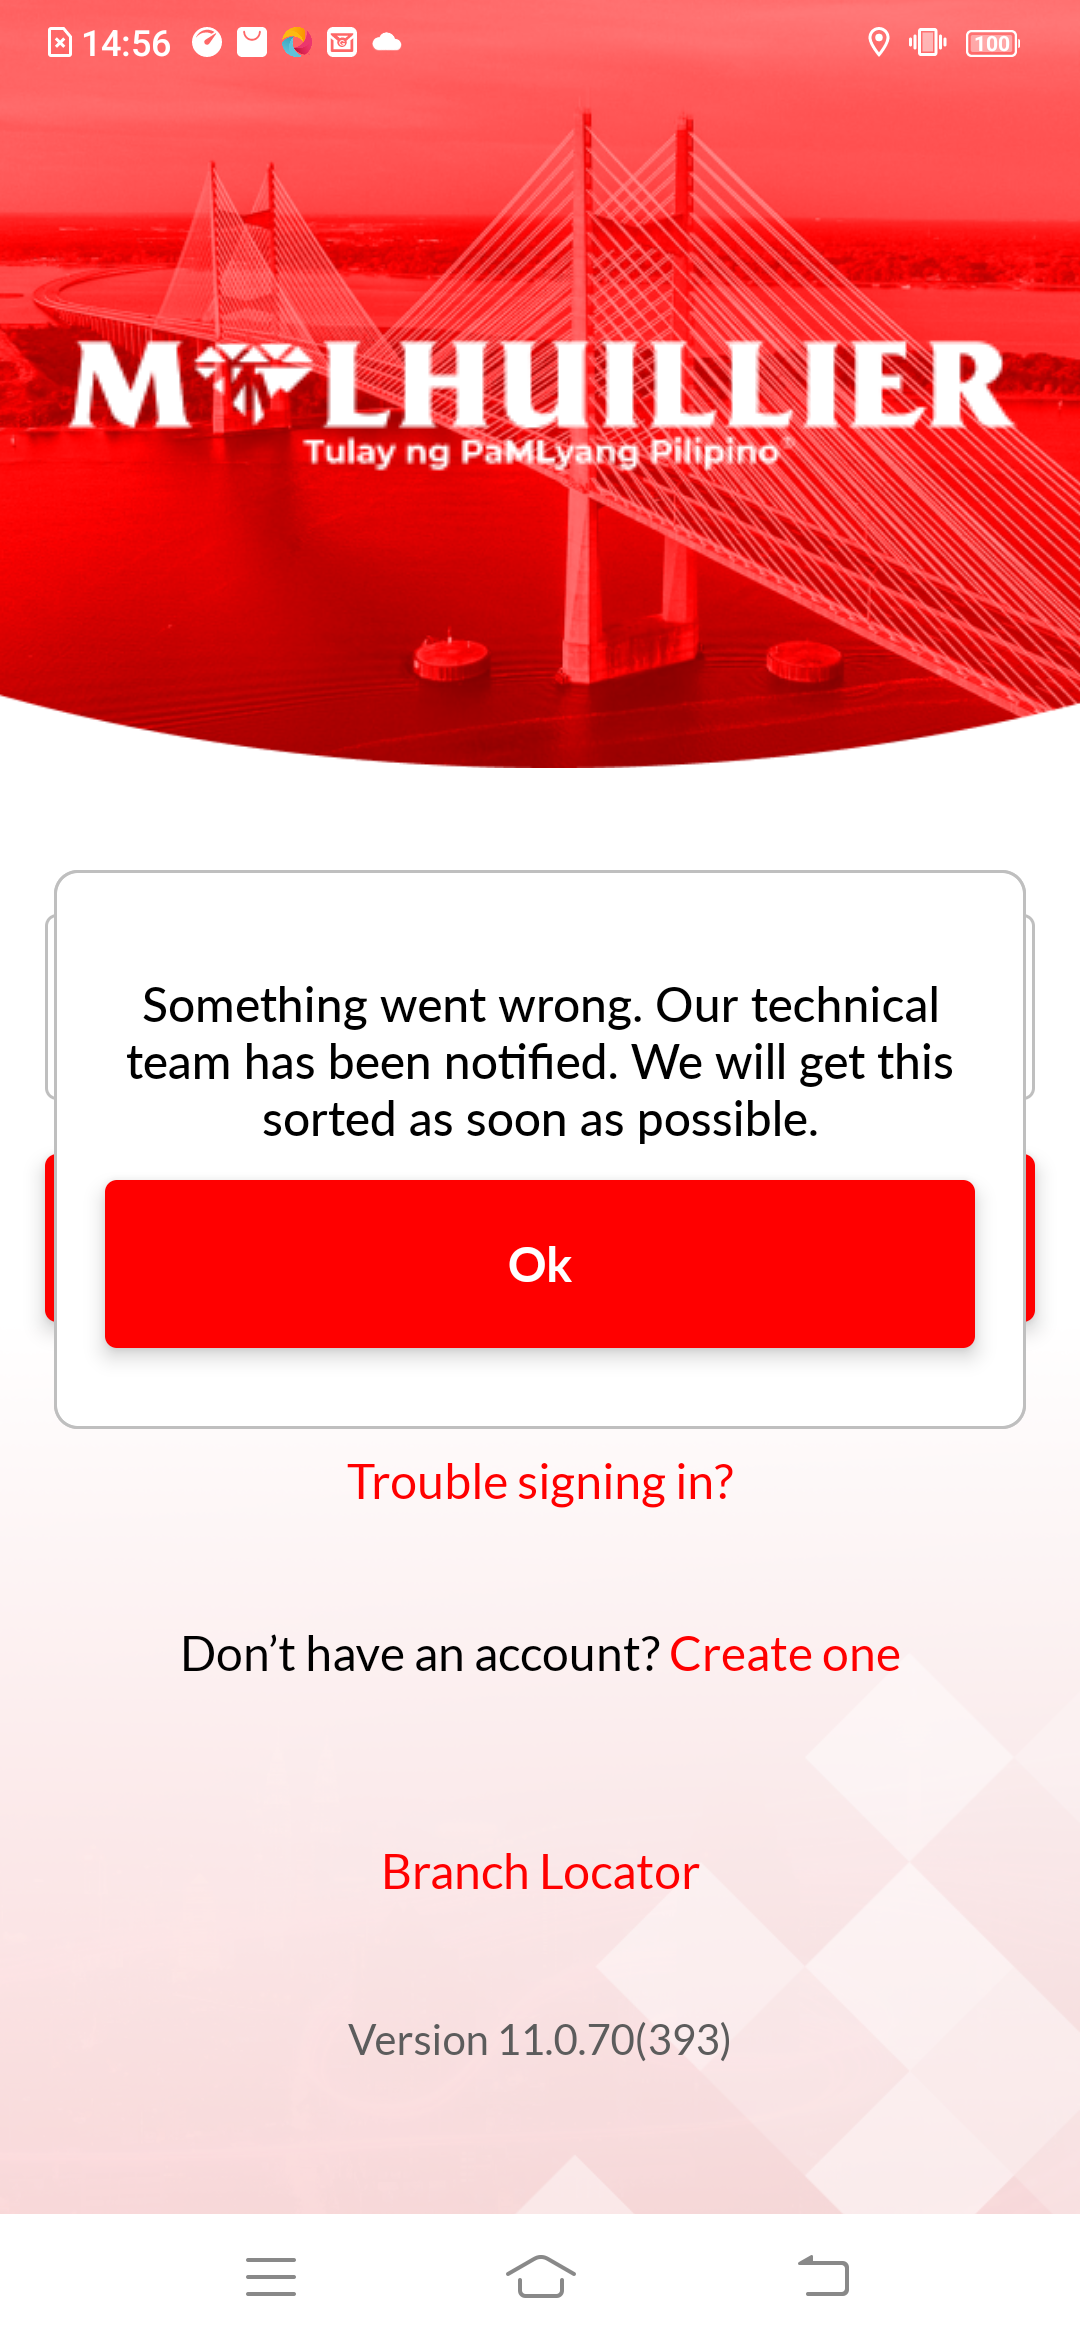 14:56
100
M LHUILLIER
Tulay ng PaMLyang Pilipino
Something went wrong. Our technical
team has been notified. We will get this
sorted as soon as possible.
Ok
Trouble signing in?
Don’t have an account? Create one
Branch Locator
Version 11.0.70(393)